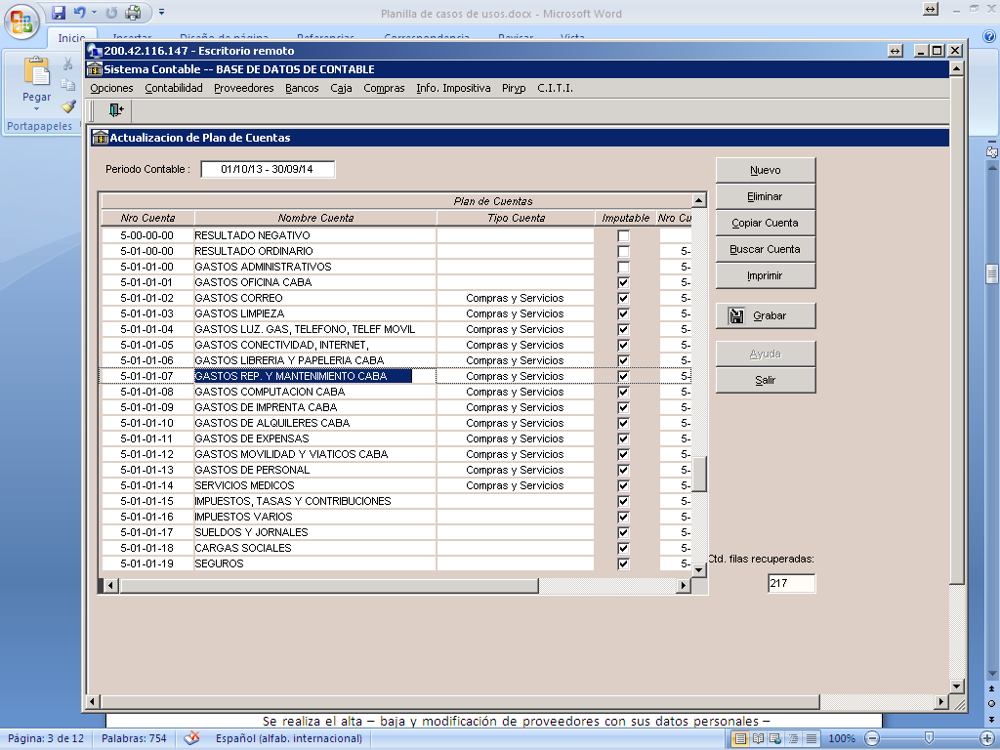 Planilla de casos de usos.docx - Microsoft Word
Inicio Insertar Diseño de página Referencias Correspondencia Revisar Vista
Pegar
Portapapeles
200.42.116.147 - Escritorio remoto
Sistema Contable -- BASE DE DATOS DE CONTABLE
Opciones Contabilidad Proveedores Bancos Caja Compras Info. Impositiva Piryp C.I.T.I.
Actualizacion de Plan de Cuentas
Periodo Contable : 01/10/13 - 30/09/14
Plan de Cuentas
Nro Cuenta Nombre Cuenta Tipo Cuenta Imputable Nro Cu
5-00-00-00 RESULTADO NEGATIVO
5-01-00-00 RESULTADO ORDINARIO 5-
5-01-01-00 GASTOS ADMINISTRATIVOS 5-
5-01-01-01 GASTOS OFICINA CABA 5-
5-01-01-02 GASTOS CORREO Compras y Servicios 5-
5-01-01-03 GASTOS LIMPIEZA Compras y Servicios 5-
5-01-01-04 GASTOS LUZ. GAS, TELEFONO, TELEF MOVIL Compras y Servicios 5-
5-01-01-05 GASTOS CONECTIVIDAD, INTERNET, Compras y Servicios 5-
5-01-01-06 GASTOS LIBRERIA Y PAPELERIA CABA Compras y Servicios 5-
5-01-01-07 GASTOS REP. Y MANTENIMIENTO CABA Compras y Servicios 5-
5-01-01-08 GASTOS COMPUTACION CABA Compras y Servicios 5-
5-01-01-09 GASTOS DE IMPRENTA CABA Compras y Servicios 5-
5-01-01-10 GASTOS DE ALQUILERES CABA Compras y Servicios 5-
5-01-01-11 GASTOS DE EXPENSAS Compras y Servicios 5-
5-01-01-12 GASTOS MOVILIDAD Y VIATICOS CABA Compras y Servicios 5-
5-01-01-13 GASTOS DE PERSONAL Compras y Servicios 5-
5-01-01-14 SERVICIOS MEDICOS Compras y Servicios 5-
5-01-01-15 IMPUESTOS, TASAS Y CONTRIBUCIONES 5-
5-01-01-16 IMPUESTOS VARIOS 5-
5-01-01-17 SUELDOS Y JORNALES 5-
5-01-01-18 CARGAS SOCIALES 5-
5-01-01-19 SEGUROS 5-
Nuevo
Eliminar
Copiar Cuenta
Buscar Cuenta
Imprimir
Grabar
Ayuda
Salir
Ctd. filas recuperadas:
217
Se realiza el alta – baja y modificación de proveedores con sus datos personales –
Página: 3 de 12 Palabras: 754 Español (alfab. internacional) 100%